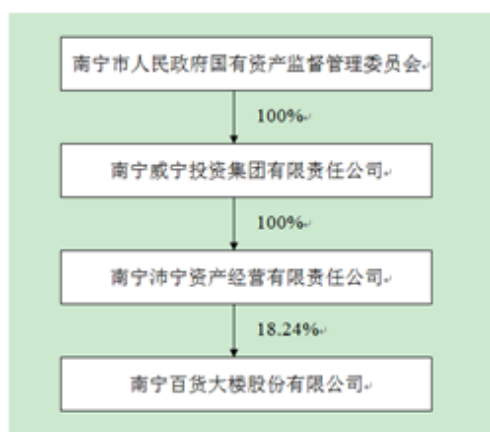 南宁市人民政府国有资产监督管理委员会
100%
南宁威宁投资集团有限责任公司
100%
南宁沛宁资产经营有限责任公司
18.24%
南宁百货大楼股份有限公司